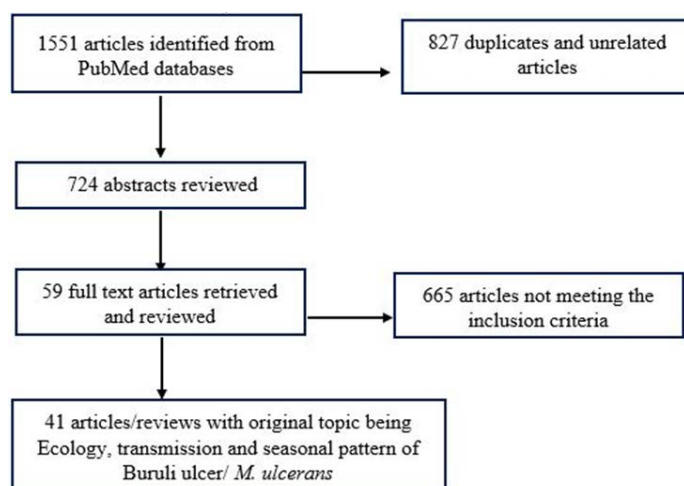 1551 articles identified from
PubMed databases
827 duplicates and unrelated
articles
724 abstracts reviewed
59 full text articles retrieved
and reviewed
665 articles not meeting the
inclusion criteria
41 articles/reviews with original topic being
Ecology, transmission and seasonal pattern of
Buruli ulcer/ M. ulcerans